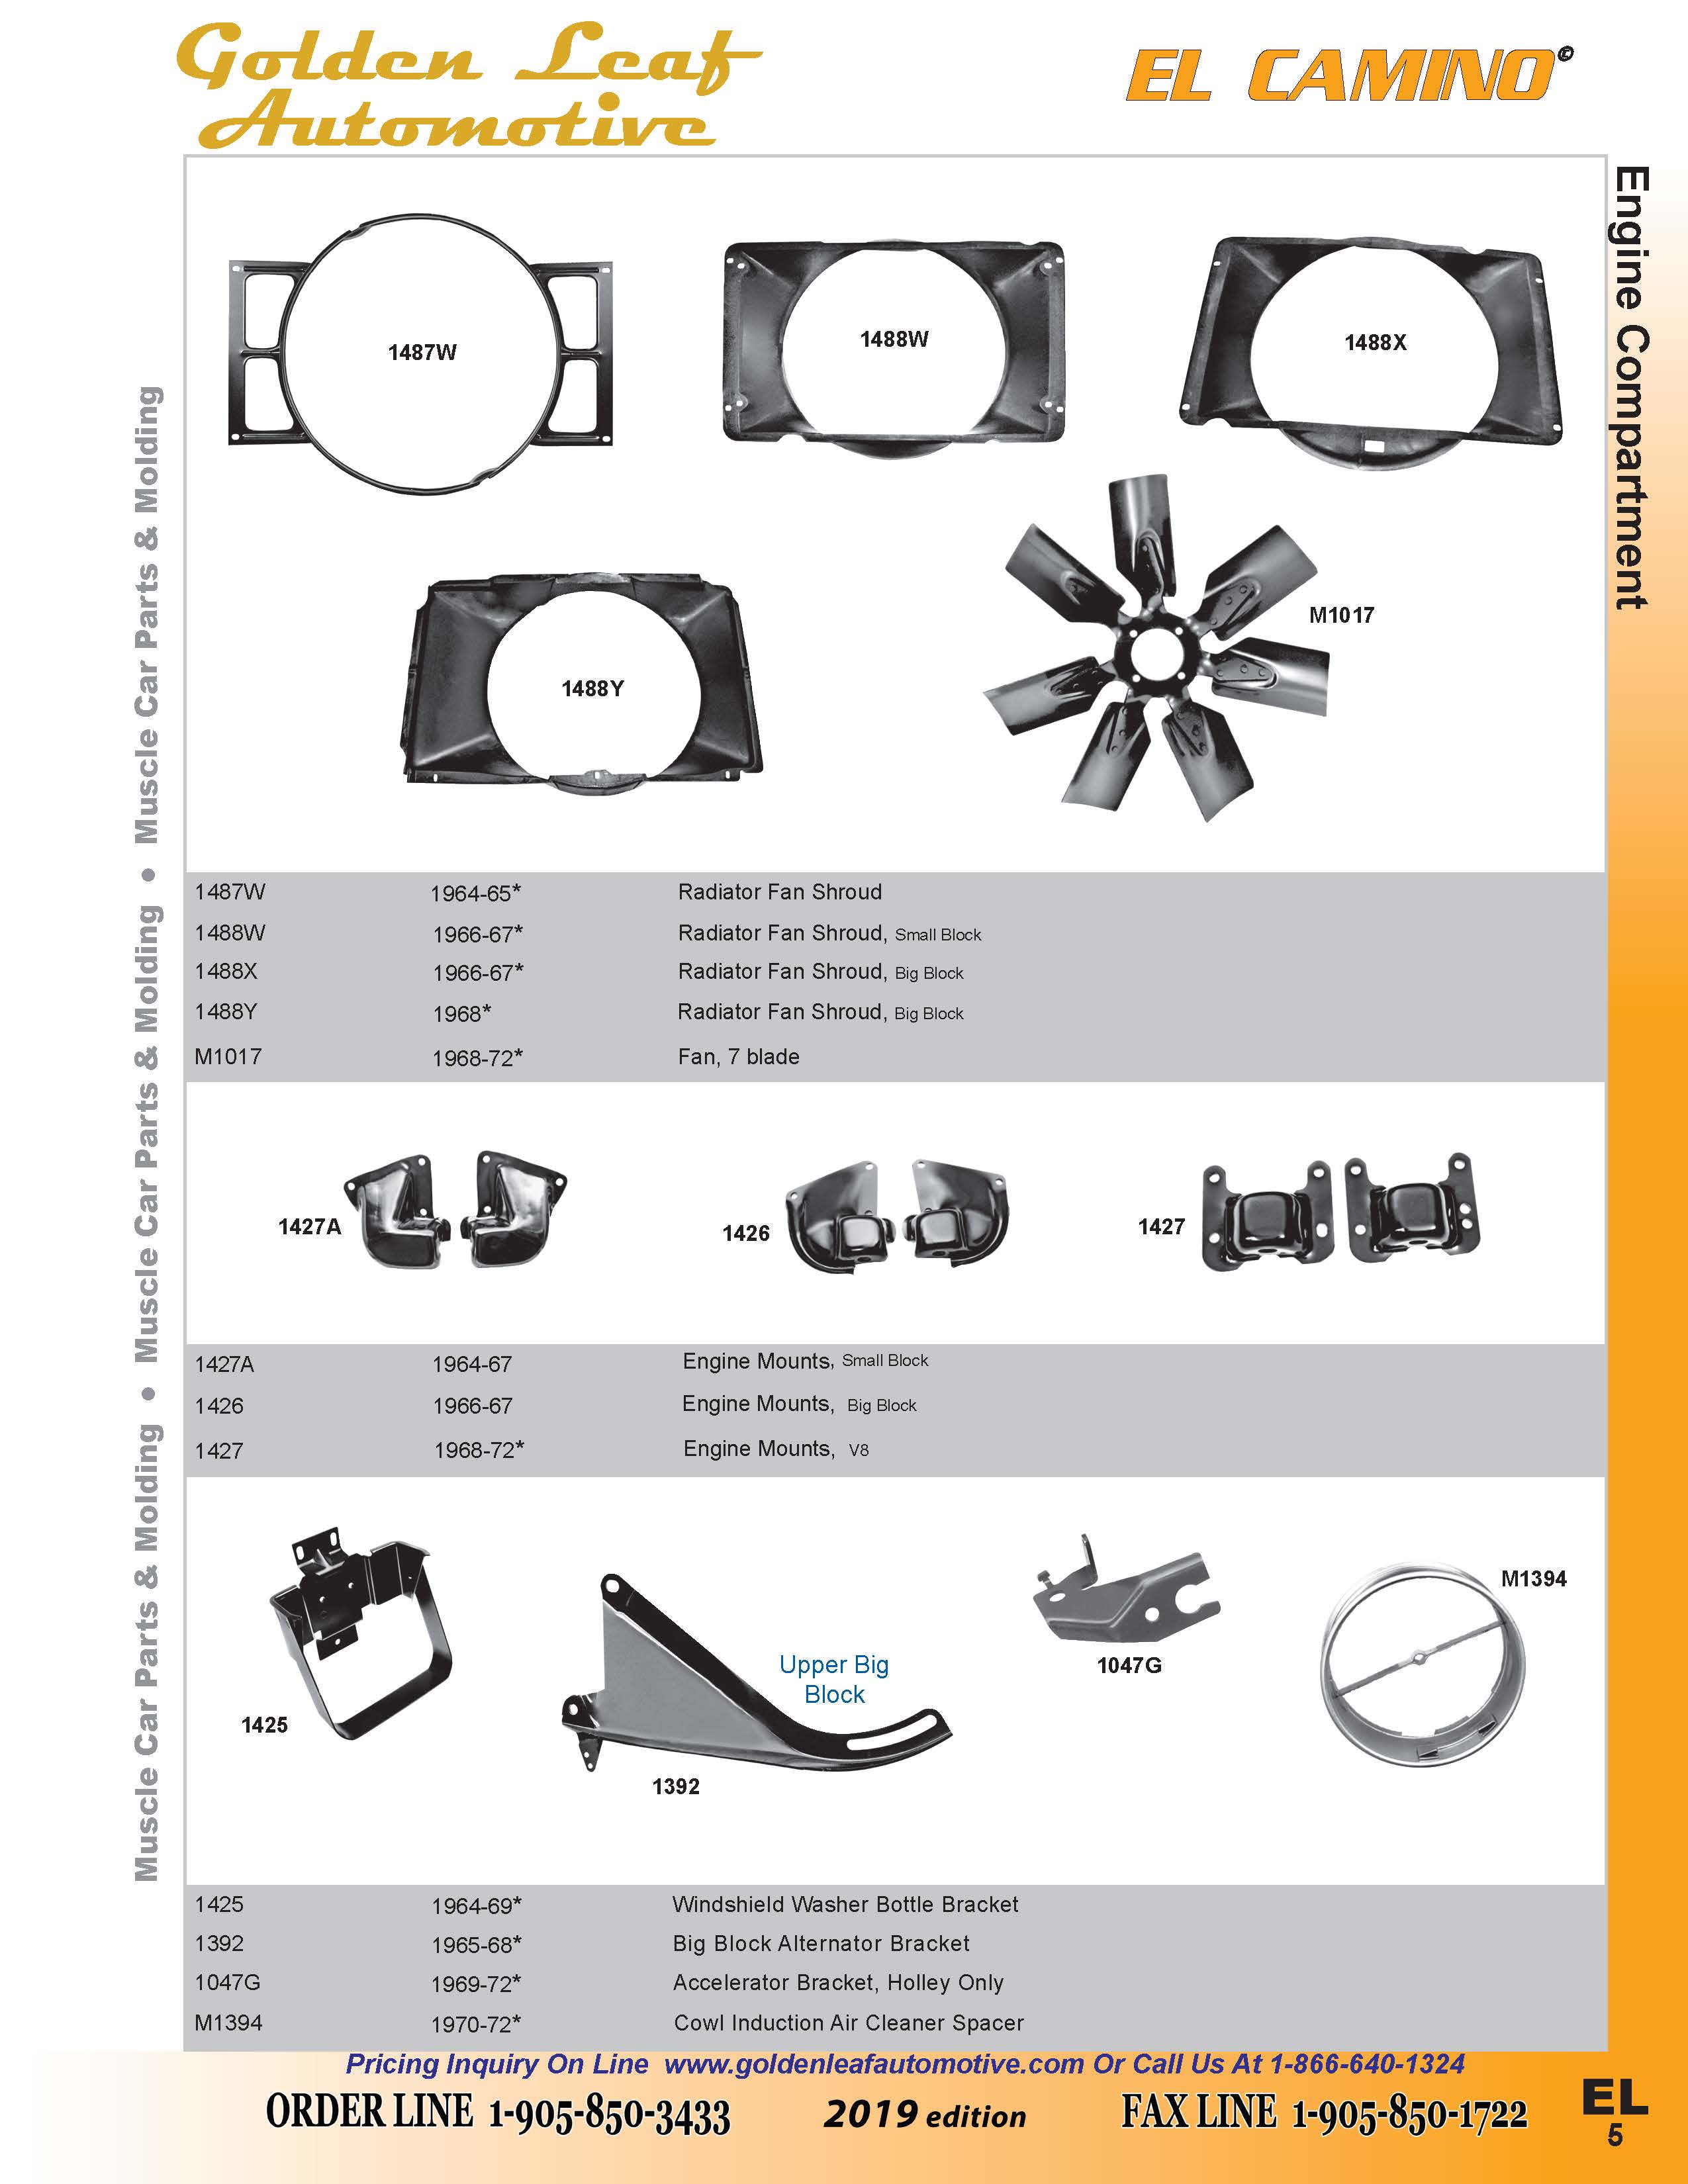 Golden Leaf
Automotive
EL CAMINO©
Engine Compartment
Muscle Car Parts & Molding • Muscle Car Parts & Molding • Muscle Car Parts & Molding
1487W
1488W
1488X
1488Y
M1017
1487W 1964-65* Radiator Fan Shroud
1488W 1966-67* Radiator Fan Shroud, Small Block
1488X 1966-67* Radiator Fan Shroud, Big Block
1488Y 1968* Radiator Fan Shroud, Big Block
M1017 1968-72* Fan, 7 blade
1427A
1426
1427
1427A 1964-67 Engine Mounts, Small Block
1426 1966-67 Engine Mounts, Big Block
1427 1968-72* Engine Mounts, V8
1425
1392
Upper Big
Block
1047G
M1394
1425 1964-69* Windshield Washer Bottle Bracket
1392 1965-68* Big Block Alternator Bracket
1047G 1969-72* Accelerator Bracket, Holley Only
M1394 1970-72* Cowl Induction Air Cleaner Spacer
Pricing Inquiry On Line www.goldenleafautomotive.com Or Call Us At 1-866-640-1324
ORDER LINE 1-905-850-3433 2019 edition FAX LINE 1-905-850-1722
EL
5